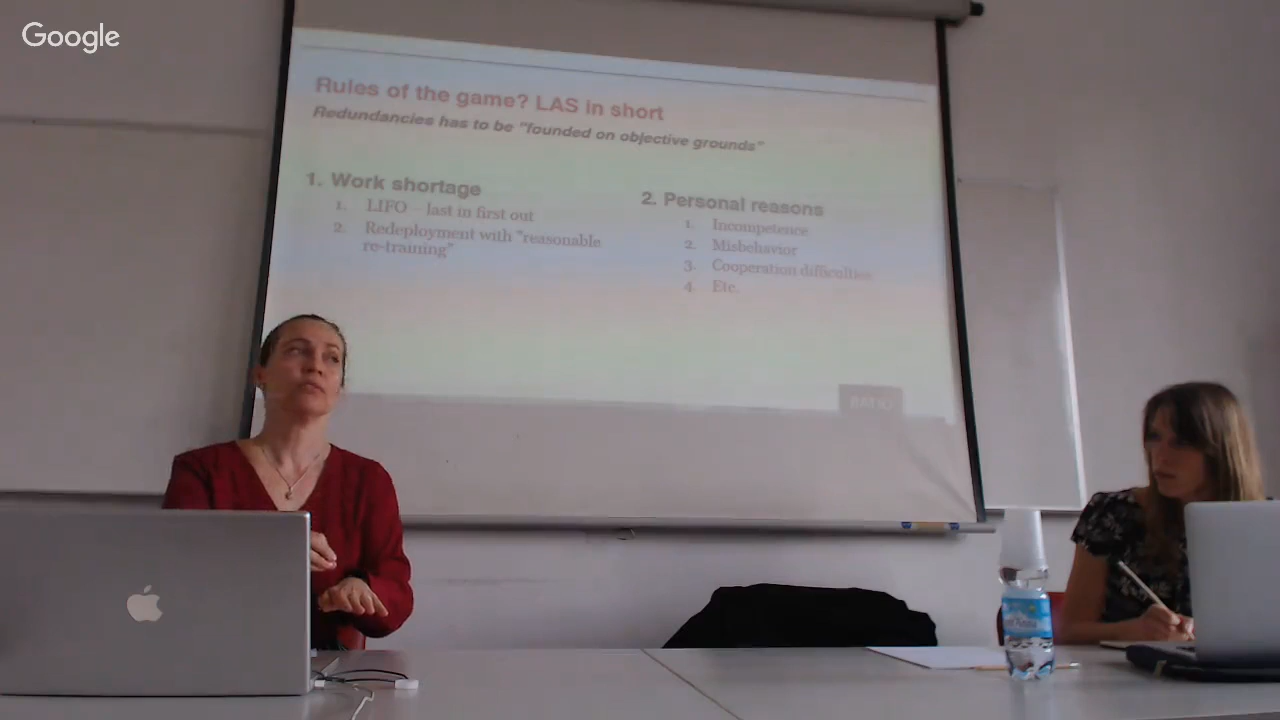 Google
Rules of the game? LAS in short
Redundancies has to be "founded on objective grounds"
1. Work shortage
1. LIFO – last in first out
2. Redeployment with "reasonable
re-training"
2. Personal reasons
1. Incompetence
2. Misbehavior
3. Cooperation difficulties
4. Etc.